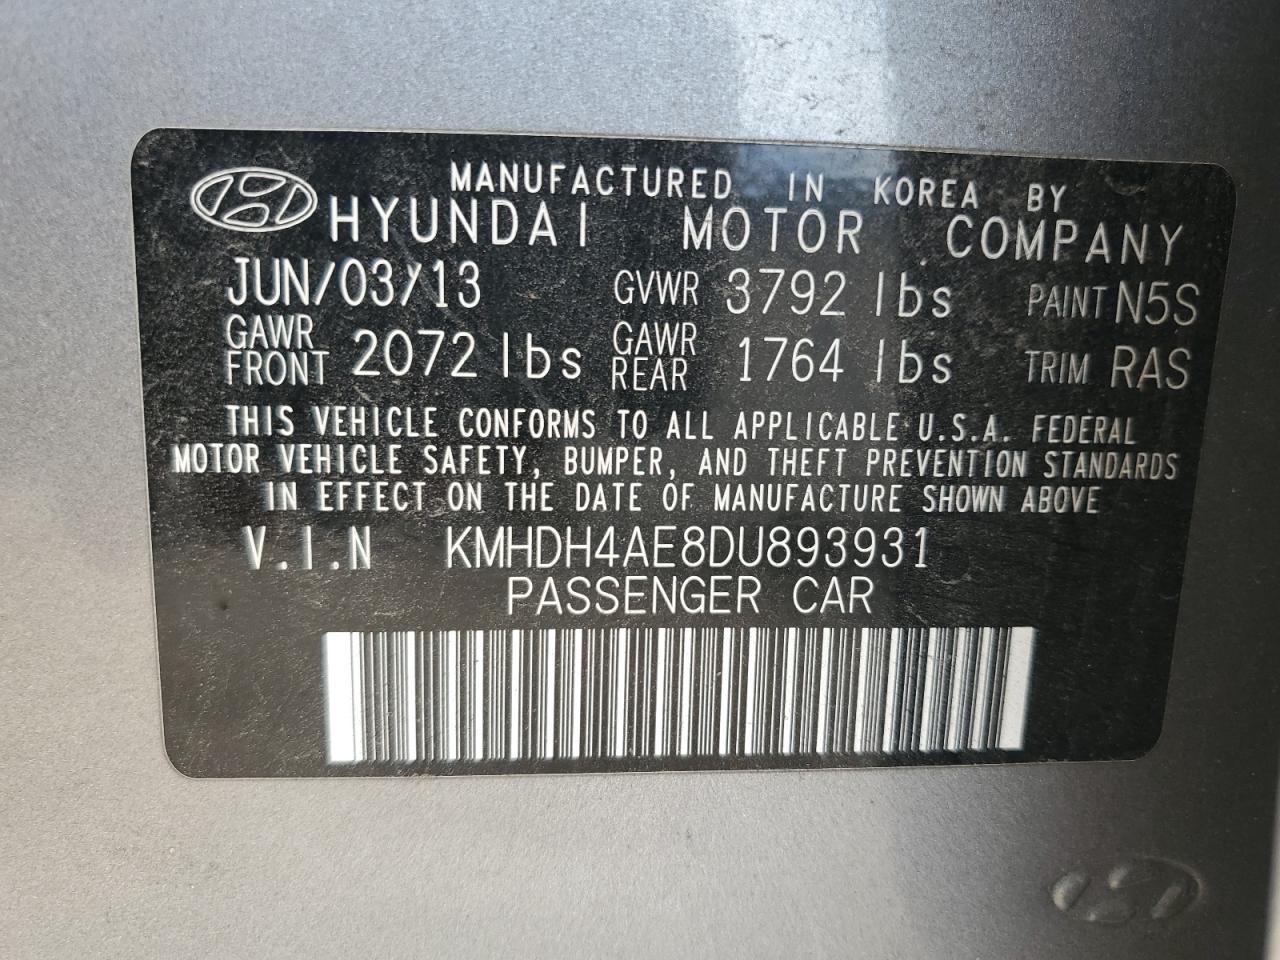 MANUFACTURED IN KOREA BY
HYUNDAI MOTOR COMPANY
JUN/03/13 GVWR 3792 lbs PAINT N5S
GAWR FRONT 2072 lbs GAWR REAR 1764 lbs TRIM RAS
THIS VEHICLE CONFORMS TO ALL APPLICABLE U.S.A. FEDERAL
MOTOR VEHICLE SAFETY, BUMPER, AND THEFT PREVENTION STANDARDS
IN EFFECT ON THE DATE OF MANUFACTURE SHOWN ABOVE
V.I.N KMHDH4AE8DU893931
PASSENGER CAR